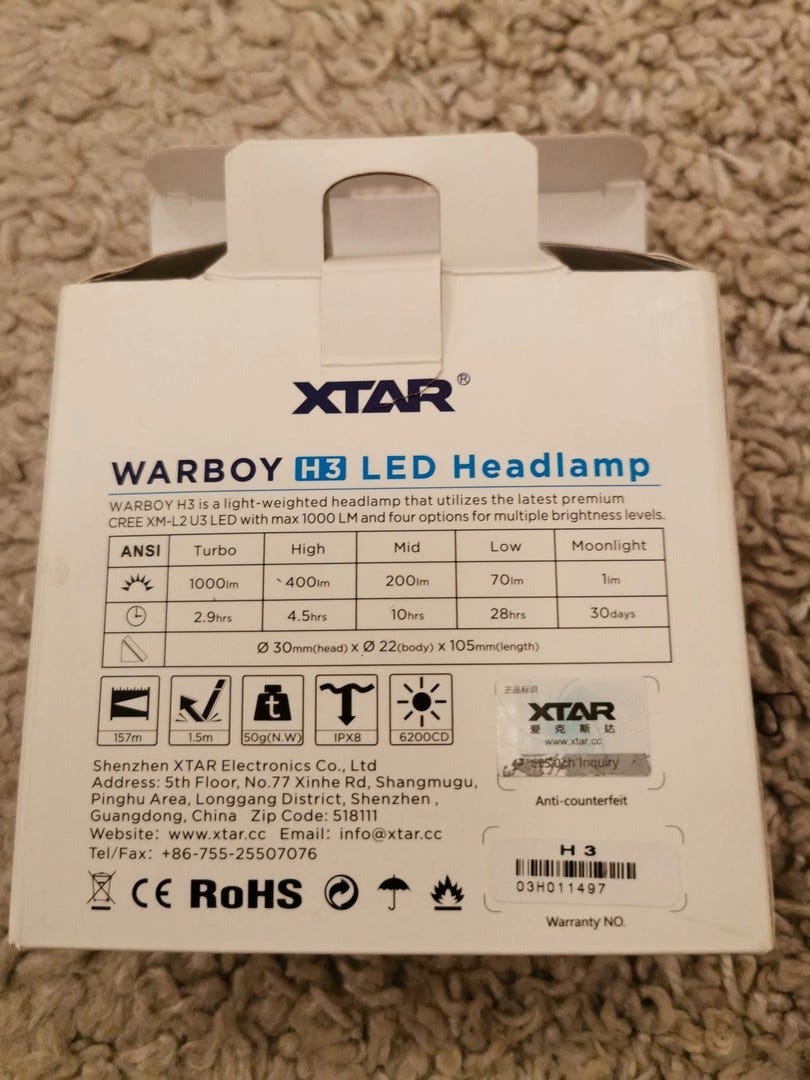 XTAR®
WARBOY H3 LED Headlamp
WARBOY H3 is a light-weighted headlamp that utilizes the latest premium
CREE XM-L2 U3 LED with max 1000 LM and four options for multiple brightness levels.
ANSI Turbo High Mid Low Moonlight
1000lm 400lm 200lm 70lm 1lm
2.9hrs 4.5hrs 10hrs 28hrs 30days
Ø 30mm(head) x Ø 22(body) x 105mm(length)
157m 1.5m 50g(N.W) IPX8 6200CD
Shenzhen XTAR Electronics Co., Ltd
Address: 5th Floor, No.77 Xinhe Rd, Shangmugu,
Pinghu Area, Longgang District, Shenzhen ,
Guangdong, China Zip Code: 518111
Website: www.xtar.cc Email: info@xtar.cc
Tel/Fax: +86-755-25507076
CE RoHS
正品标识
XTAR
爱克斯达
www.xtar.cc
Inquiry
Anti-counterfeit
H 3
03H011497
Warranty NO.